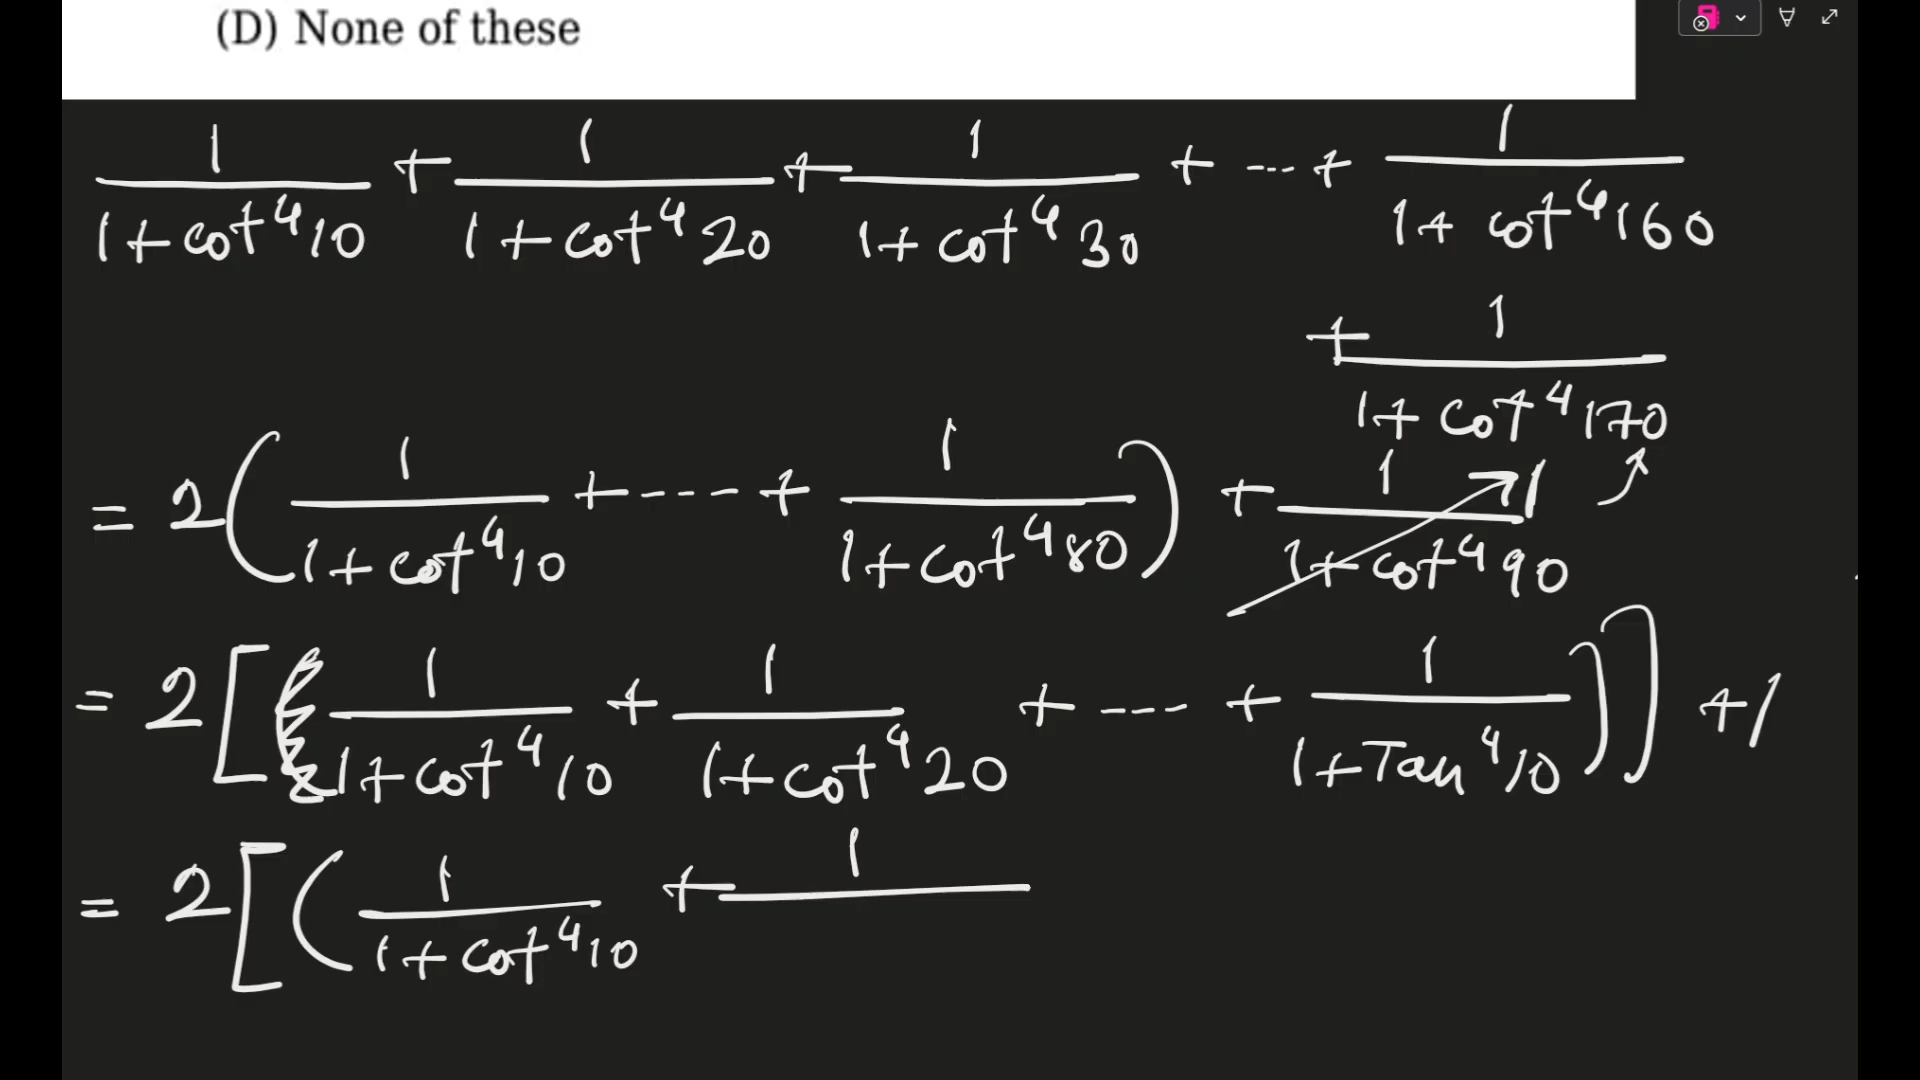 (D) None of these
1/(1+cot⁴10) + 1/(1+cot⁴20) + 1/(1+cot⁴30) + --- + 1/(1+cot⁴160)
+ 1/(1+cot⁴170)
= 2(1/(1+cot⁴10) + ---- + 1/(1+cot⁴80)) + 1/(1+cot⁴90) 1
= 2[1/(1+cot⁴10) + 1/(1+cot⁴20) + --- + 1/(1+Tan⁴10))] + 1
= 2[(1/(1+cot⁴10) + 1/